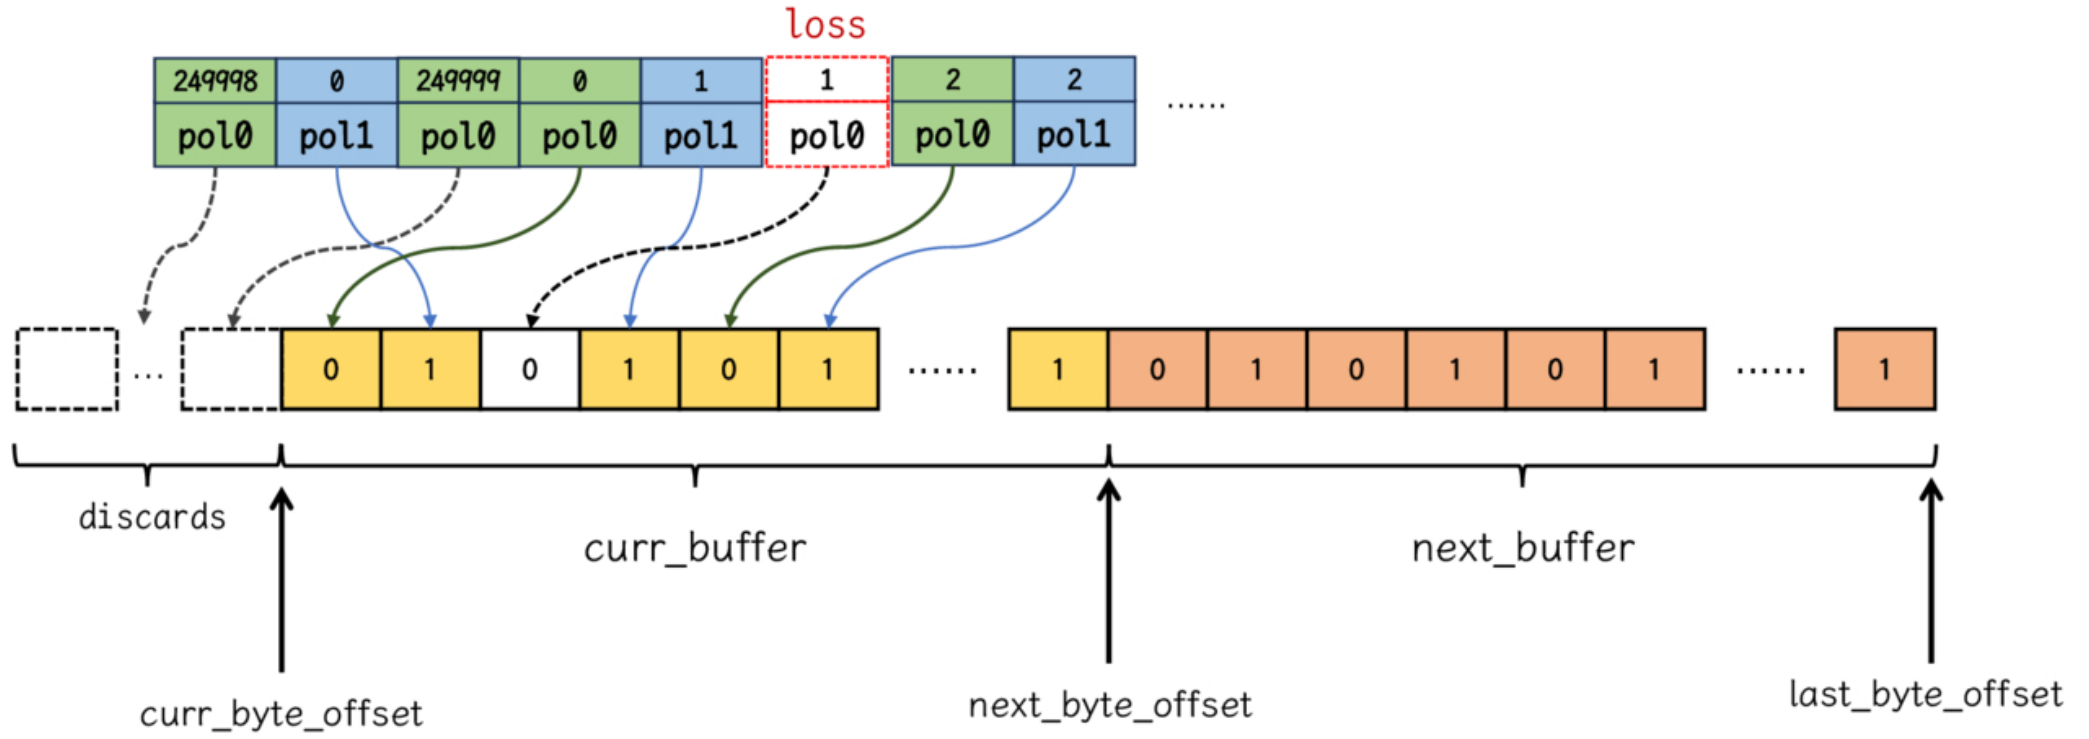 loss
249998 0 249999 0 1 1 2 2
pol0 pol1 pol0 pol0 pol1 pol0 pol0 pol1 ......
... 0 1 0 1 0 1 ...... 1 0 1 0 1 0 1 ...... 1
discards
curr_buffer next_buffer
curr_byte_offset next_byte_offset last_byte_offset